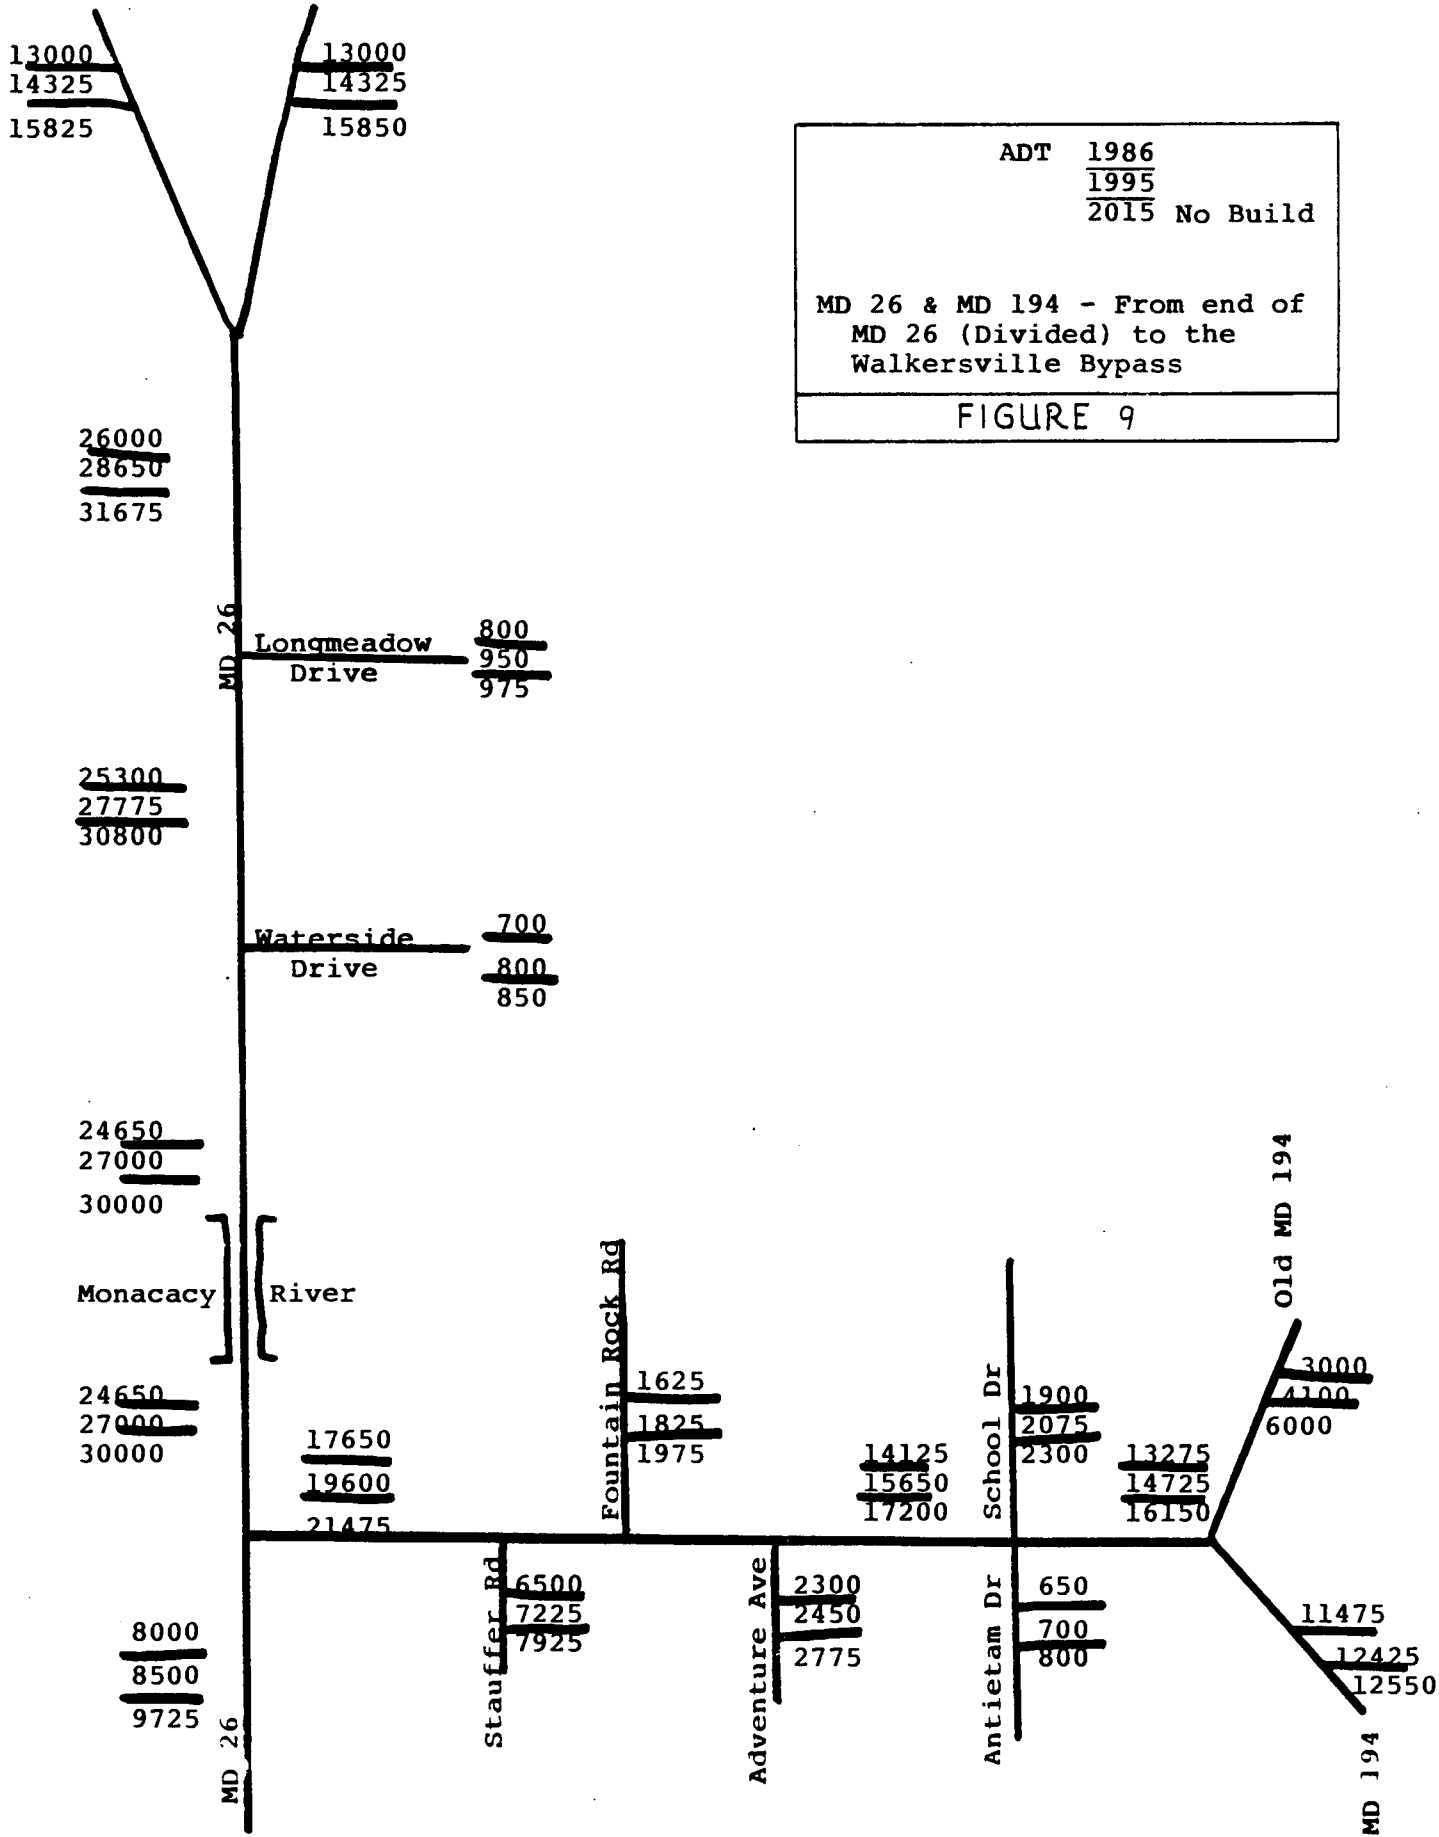 13000
14325
15825
13000
14325
15850
ADT 1986
1995
2015 No Build
MD 26 & MD 194 - From end of
MD 26 (Divided) to the
Walkersville Bypass
FIGURE 9
26000
28650
31675
MD 26
Longmeadow
Drive
800
950
975
25300
27775
30800
Waterside
Drive
700
800
850
24650
27000
30000
Monacacy River
24650
27000
30000
17650
19600
21475
Fountain Rock Rd
1625
1825
1975
14125
15650
17200
School Dr
1900
2075
2300
13275
14725
16150
Old MD 194
3000
4100
6000
8000
8500
9725
MD 26
Stauffer Rd
6500
7225
7925
Adventure Ave
2300
2450
2775
Antietam Dr
650
700
800
11475
12425
12550
MD 194